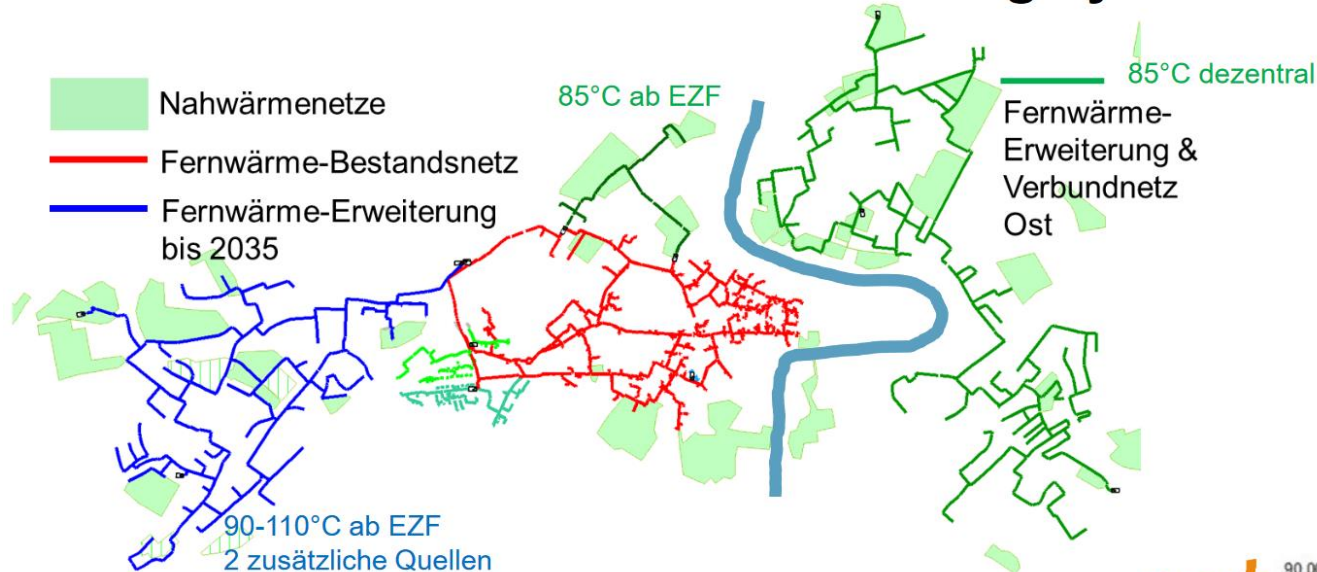 85°C dezentral
85°C ab EZF
Nahwärmenetze
Fernwärme-Bestandsnetz
Fernwärme-Erweiterung
bis 2035
Fernwärme-
Erweiterung &
Verbundnetz
Ost
90-110°C ab EZF
2 zusätzliche Quellen